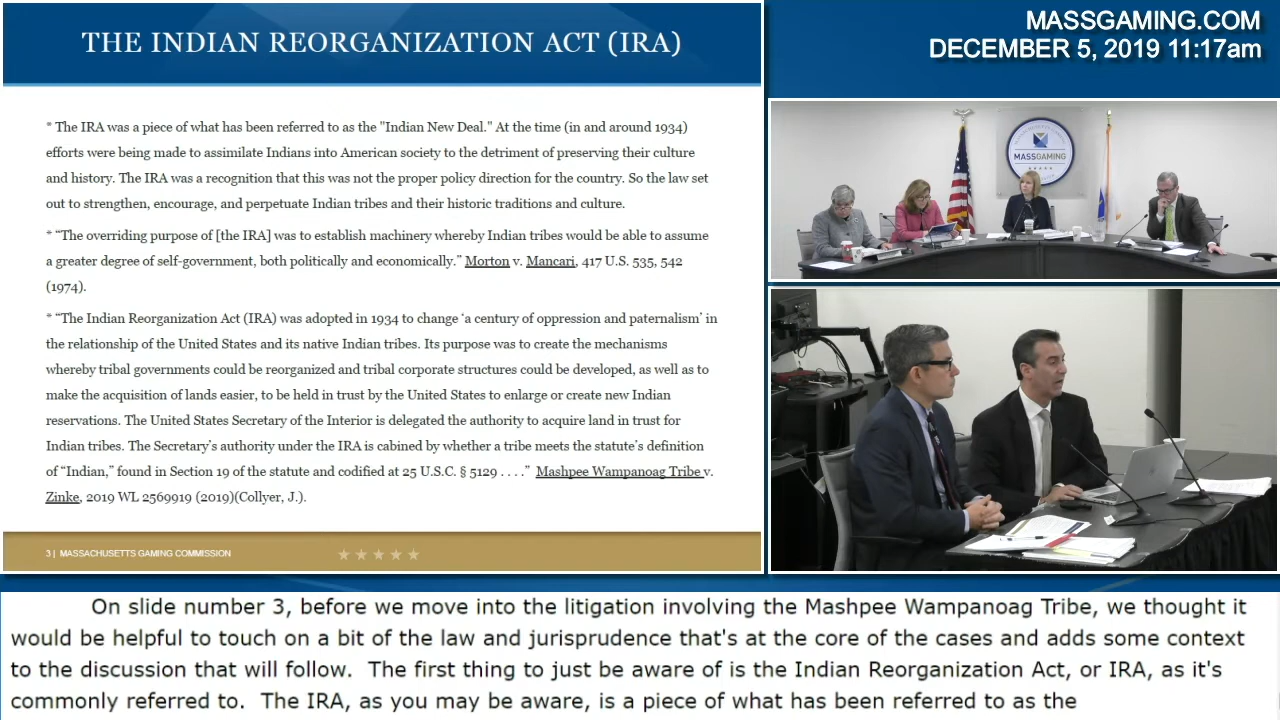 THE INDIAN REORGANIZATION ACT (IRA)
* The IRA was a piece of what has been referred to as the "Indian New Deal." At the time (in and around 1934)
efforts were being made to assimilate Indians into American society to the detriment of preserving their culture
and history. The IRA was a recognition that this was not the proper policy direction for the country. So the law set
out to strengthen, encourage, and perpetuate Indian tribes and their historic traditions and culture.
* “The overriding purpose of [the IRA] was to establish machinery whereby Indian tribes would be able to assume
a greater degree of self-government, both politically and economically.” Morton v. Mancari, 417 U.S. 535, 542
(1974).
* “The Indian Reorganization Act (IRA) was adopted in 1934 to change ‘a century of oppression and paternalism’ in
the relationship of the United States and its native Indian tribes. Its purpose was to create the mechanisms
whereby tribal governments could be reorganized and tribal corporate structures could be developed, as well as to
make the acquisition of lands easier, to be held in trust by the United States to enlarge or create new Indian
reservations. The United States Secretary of the Interior is delegated the authority to acquire land in trust for
Indian tribes. The Secretary’s authority under the IRA is cabined by whether a tribe meets the statute’s definition
of “Indian,” found in Section 19 of the statute and codified at 25 U.S.C. § 5129 . . . .” Mashpee Wampanoag Tribe v.
Zinke, 2019 WL 2569919 (2019)(Collyer, J.).
3 | MASSACHUSETTS GAMING COMMISSION
MASSGAMING.COM
DECEMBER 5, 2019 11:17am
MASSGAMING
On slide number 3, before we move into the litigation involving the Mashpee Wampanoag Tribe, we thought it
would be helpful to touch on a bit of the law and jurisprudence that's at the core of the cases and adds some context
to the discussion that will follow. The first thing to just be aware of is the Indian Reorganization Act, or IRA, as it's
commonly referred to. The IRA, as you may be aware, is a piece of what has been referred to as the